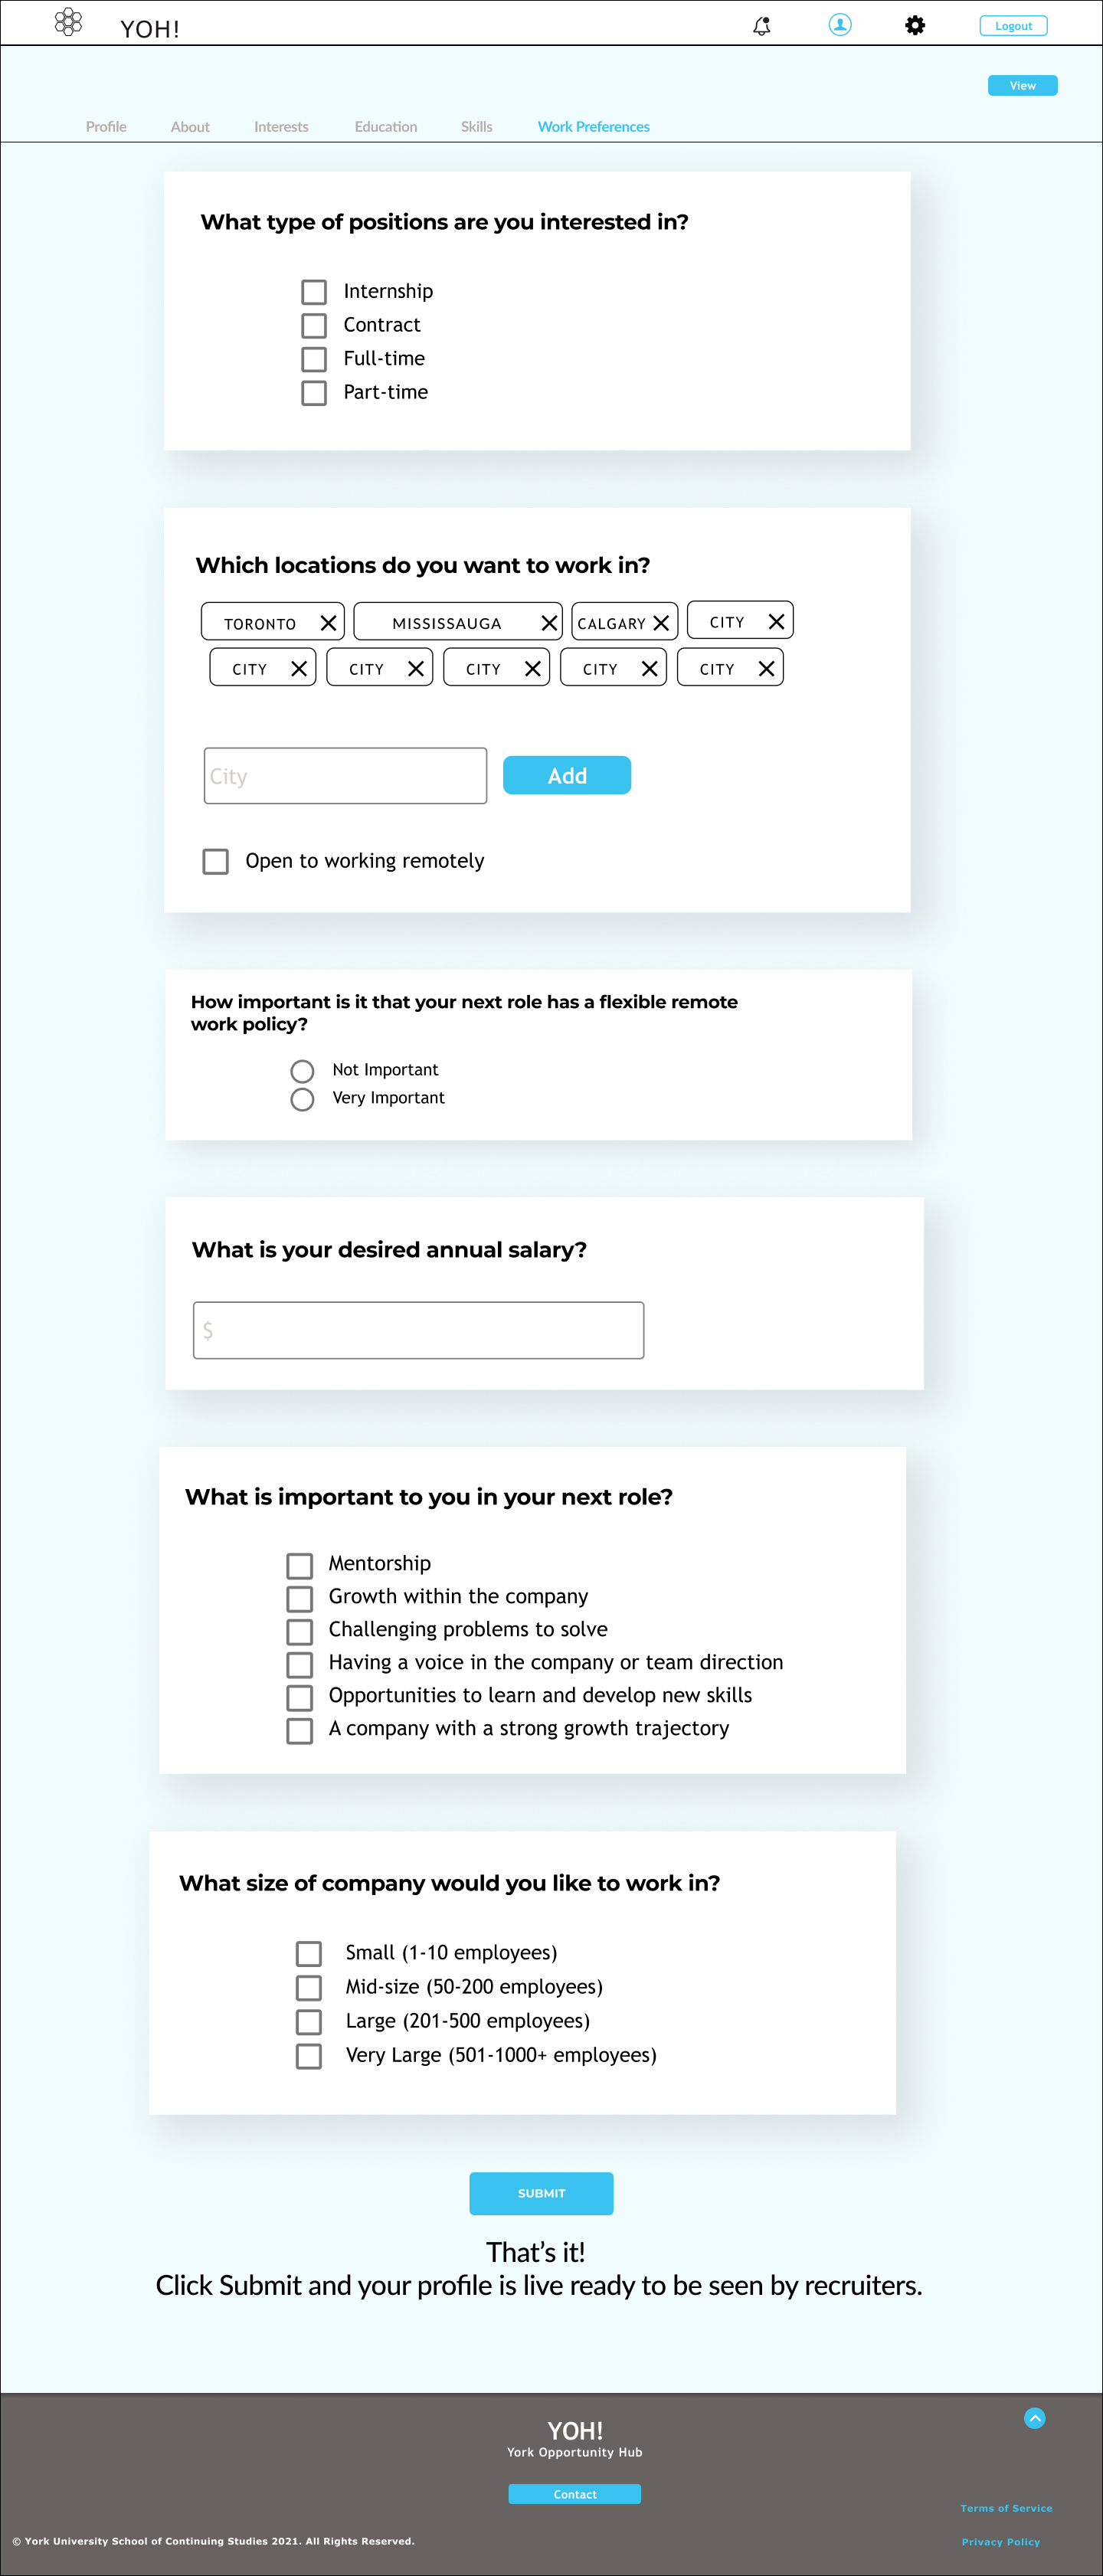 YOH!
Logout
View
Profile
About
Interests
Education
Skills
Work Preferences
What type of positions are you interested in?
Internship
Contract
Full-time
Part-time
Which locations do you want to work in?
TORONTO
MISSISSAUGA
CALGARY
CITY
CITY
CITY
CITY
CITY
CITY
City
Add
Open to working remotely
How important is it that your next role has a flexible remote
work policy?
Not Important
Very Important
What is your desired annual salary?
$
What is important to you in your next role?
Mentorship
Growth within the company
Challenging problems to solve
Having a voice in the company or team direction
Opportunities to learn and develop new skills
A company with a strong growth trajectory
What size of company would you like to work in?
Small (1-10 employees)
Mid-size (50-200 employees)
Large (201-500 employees)
Very Large (501-1000+ employees)
SUBMIT
That's it!
Click Submit and your profile is live ready to be seen by recruiters.
YOH!
York Opportunity Hub
Contact
Terms of Service
© York University School of Continuing Studies 2021. All Rights Reserved.
Privacy Policy